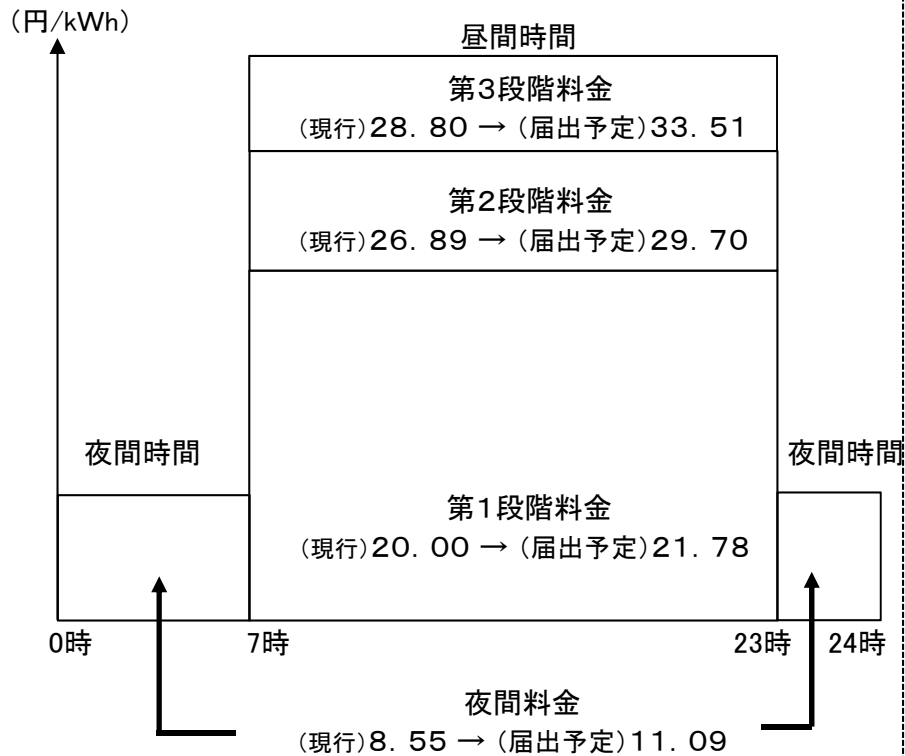 （円/kWh）
昼間時間
第３段階料金
（現行）２８．８０ → （届出予定）３３．５１
第２段階料金
（現行）２６．８９ → （届出予定）２９．７０
夜間時間
夜間時間
第１段階料金
（現行）２０．００ → （届出予定）２１．７８
0時
7時
23時
24時
夜間料金
（現行）８．５５ → （届出予定）１１．０９